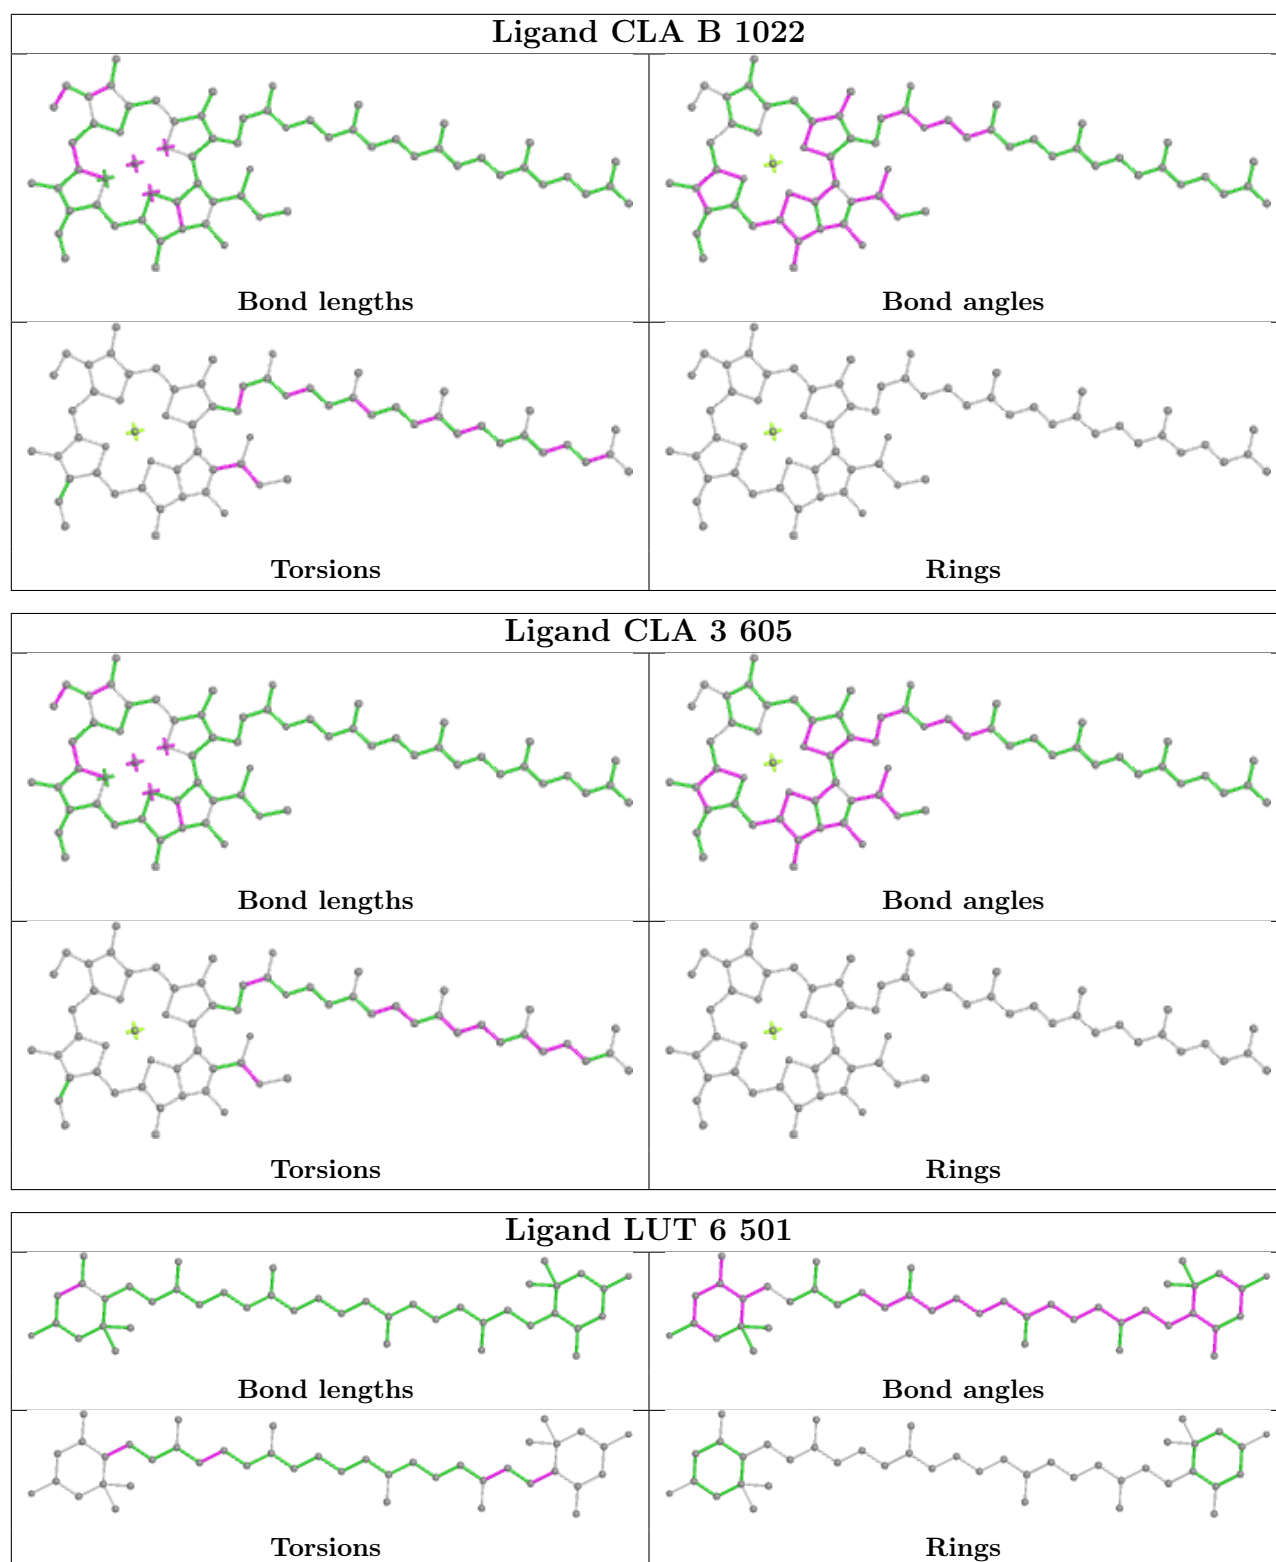 Ligand CLA B 1022
Bond lengths
Bond angles
Torsions
Rings
Ligand CLA 3 605
Bond lengths
Bond angles
Torsions
Rings
Ligand LUT 6 501
Bond lengths
Bond angles
Torsions
Rings